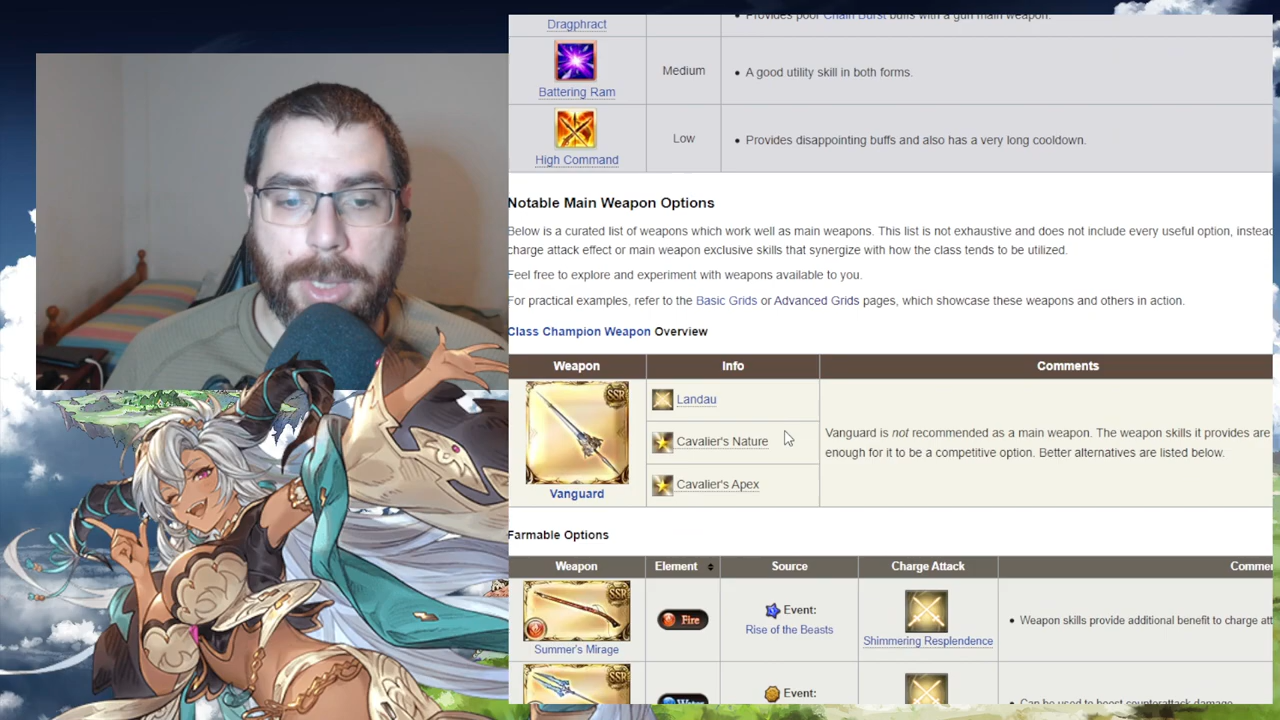 Dragphract
• Provides poor Chain Burst buffs with a gun main weapon.
Battering Ram
Medium
• A good utility skill in both forms.
High Command
Low
• Provides disappointing buffs and also has a very long cooldown.
Notable Main Weapon Options
Below is a curated list of weapons which work well as main weapons. This list is not exhaustive and does not include every useful option, instead
charge attack effect or main weapon exclusive skills that synergize with how the class tends to be utilized.
Feel free to explore and experiment with weapons available to you.
For practical examples, refer to the Basic Grids or Advanced Grids pages, which showcase these weapons and others in action.
Class Champion Weapon Overview
Weapon Info Comments
SSR
Vanguard
Landau
Cavalier's Nature
Cavalier's Apex
Vanguard is not recommended as a main weapon. The weapon skills it provides are
enough for it to be a competitive option. Better alternatives are listed below.
Farmable Options
Weapon Element Source Charge Attack Commen
SSR
Summer's Mirage
Fire
Event:
Rise of the Beasts
Shimmering Resplendence
• Weapon skills provide additional benefit to charge att
SSR
Water
Event:
• Can be used to boost counterattack damage.